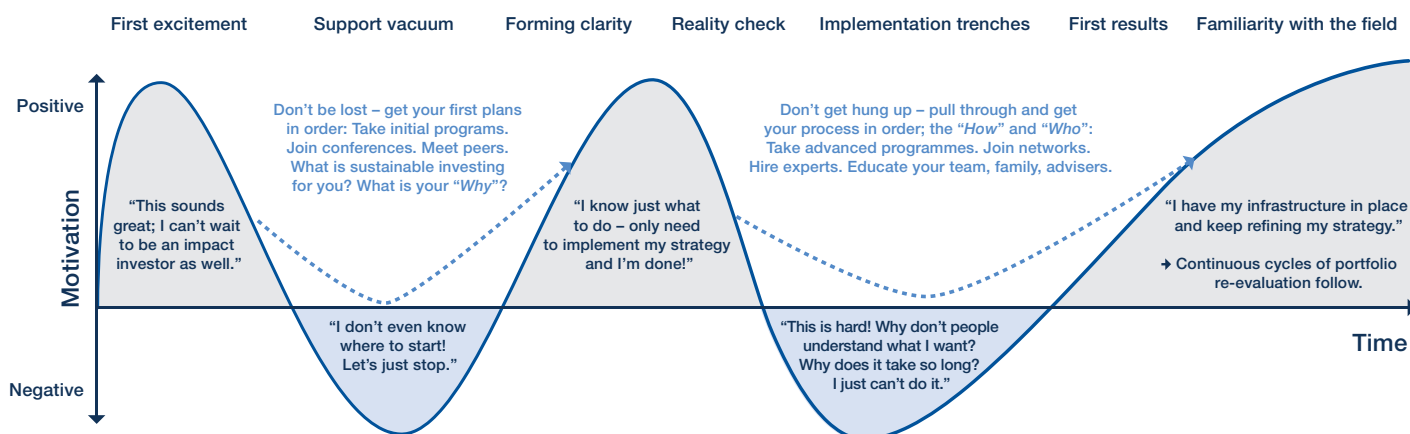 First excitement
Support vacuum
Forming clarity
Reality check
Implementation trenches
First results
Familiarity with the field
Positive
Motivation
Negative
Time
Don’t be lost – get your first plans
in order: Take initial programs.
Join conferences. Meet peers.
What is sustainable investing
for you? What is your “Why”?
Don’t get hung up – pull through and get
your process in order; the “How” and “Who”:
Take advanced programmes. Join networks.
Hire experts. Educate your team, family, advisers.
“This sounds
great; I can’t wait
to be an impact
investor as well.”
“I don’t even know
where to start!
Let’s just stop.”
“I know just what
to do – only need
to implement my strategy
and I’m done!”
“This is hard! Why don’t people
understand what I want?
Why does it take so long?
I just can’t do it.”
“I have my infrastructure in place
and keep refining my strategy.”
➔ Continuous cycles of portfolio
re-evaluation follow.